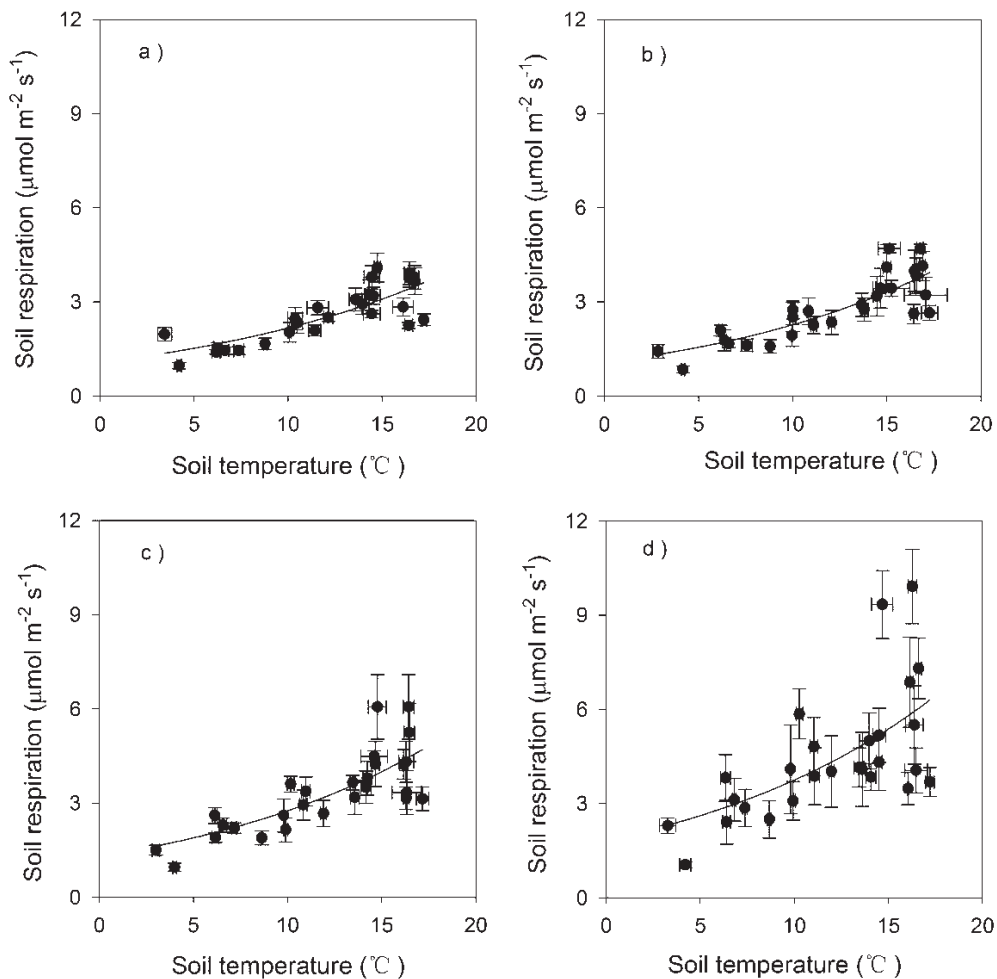 a )
Soil respiration (μmol m⁻² s⁻¹)
12
9
6
3
0
0 5 10 15 20
Soil temperature (℃ )
b )
Soil respiration (μmol m⁻² s⁻¹)
12
9
6
3
0
0 5 10 15 20
Soil temperature (℃ )
c )
Soil respiration (μmol m⁻² s⁻¹)
12
9
6
3
0
0 5 10 15 20
Soil temperature (℃ )
d )
Soil respiration (μmol m⁻² s⁻¹)
12
9
6
3
0
0 5 10 15 20
Soil temperature (℃ )